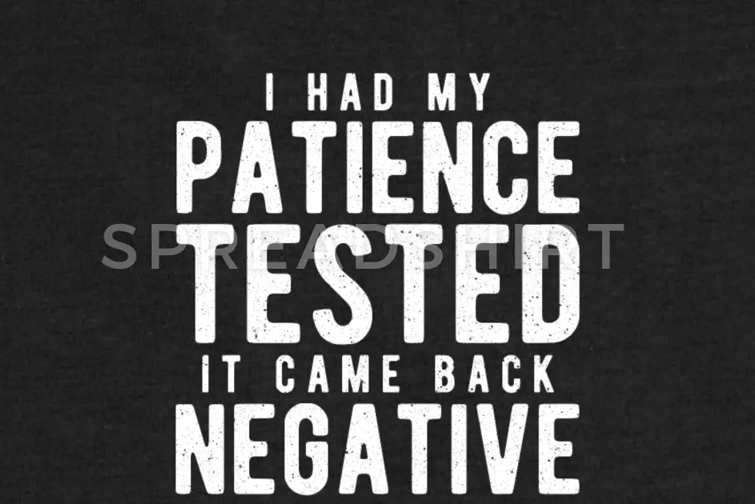 I HAD MY
PATIENCE
TESTED
SPREADSHIRT
IT CAME BACK
NEGATIVE